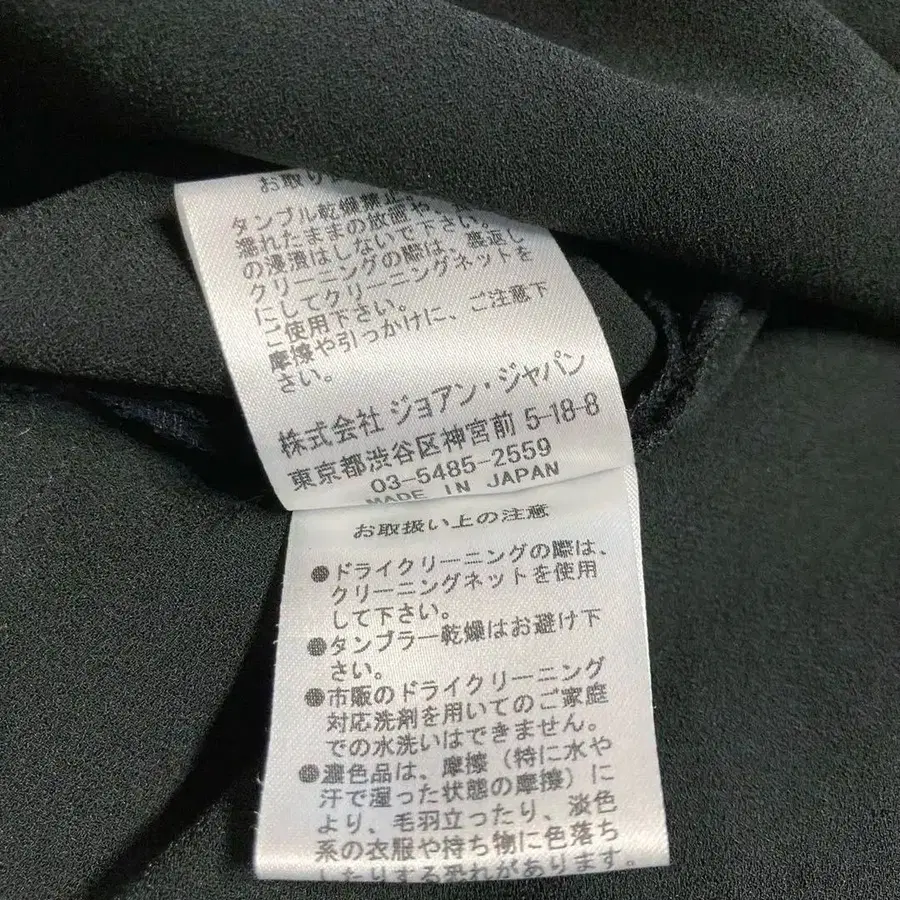 お取り
タンブル乾燥禁止
濡れたままの放置や
の浸漬はしないで下さい。
クリーニングの際は、裏返し
にしてクリーニングネットを
ご使用下さい。
摩擦や引っかけに、ご注意下
さい。
株式会社 ジョアン・ジャパン
東京都渋谷区神宮前 5-18-8
03-5485-2559
MADE IN JAPAN
お取扱い上の注意
●ドライクリーニングの際は、
クリーニングネットを使用
して下さい。
●タンブラー乾燥はお避け下
さい。
●市販のドライクリーニング
対応洗剤を用いてのご家庭
での水洗いはできません。
●濃色品は、摩擦（特に水や
汗で湿った状態の摩擦）に
より、毛羽立ったり、淡色
系の衣服や持ち物に色落ち
したりする恐れがあります。